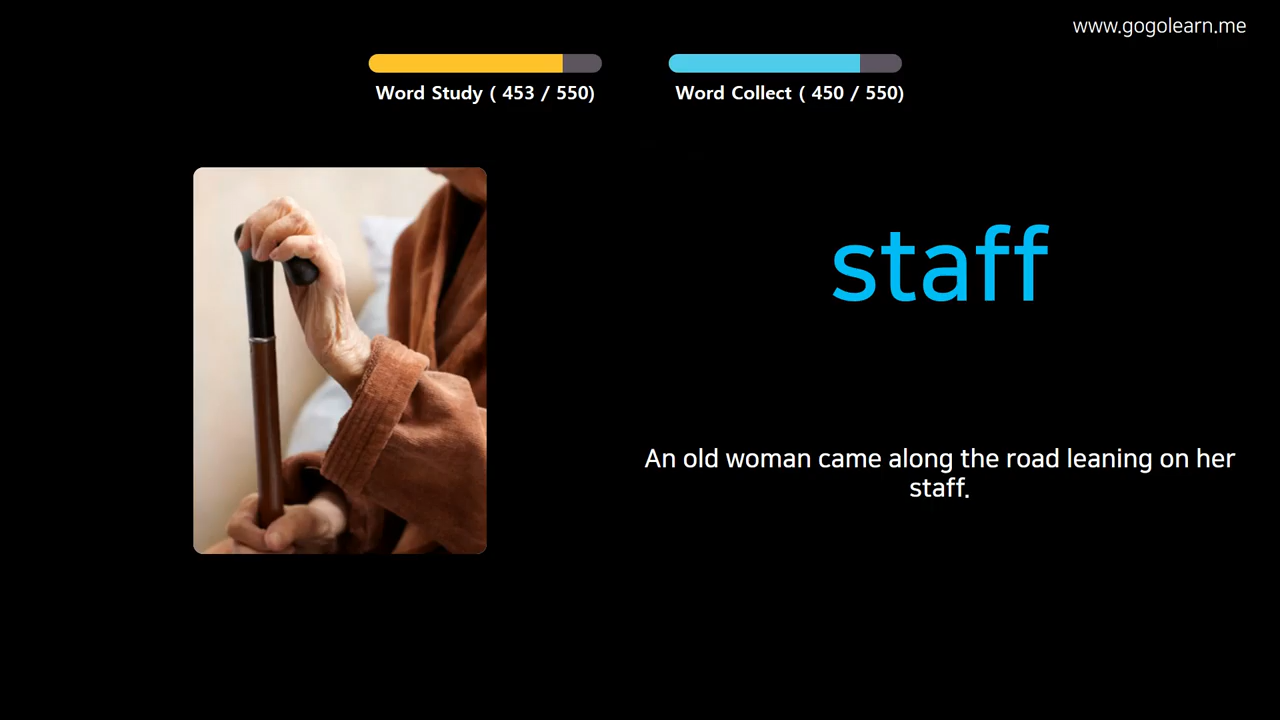 www.gogolearn.me
Word Study ( 453 / 550)
Word Collect ( 450 / 550)
staff
An old woman came along the road leaning on her
staff.